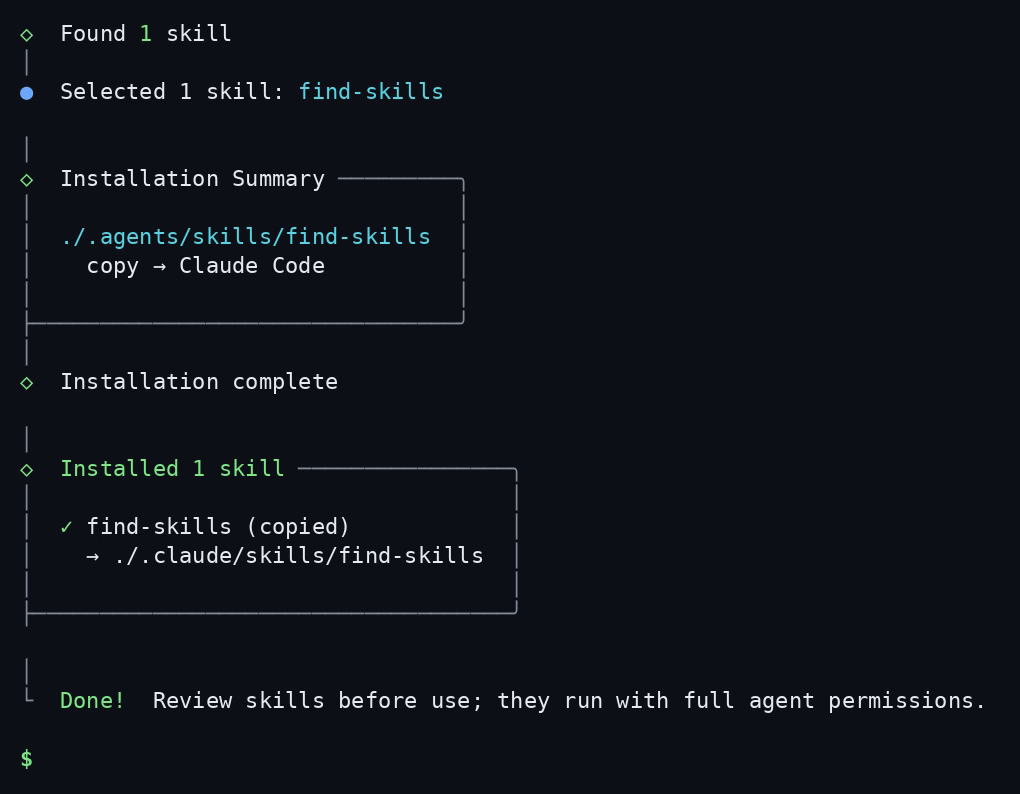 ◇  Found 1 skill
●  Selected 1 skill: find-skills
◇  Installation Summary
./.agents/skills/find-skills
copy → Claude Code
◇  Installation complete
◇  Installed 1 skill
✓ find-skills (copied)
→ ./.claude/skills/find-skills
Done!  Review skills before use; they run with full agent permissions.
$